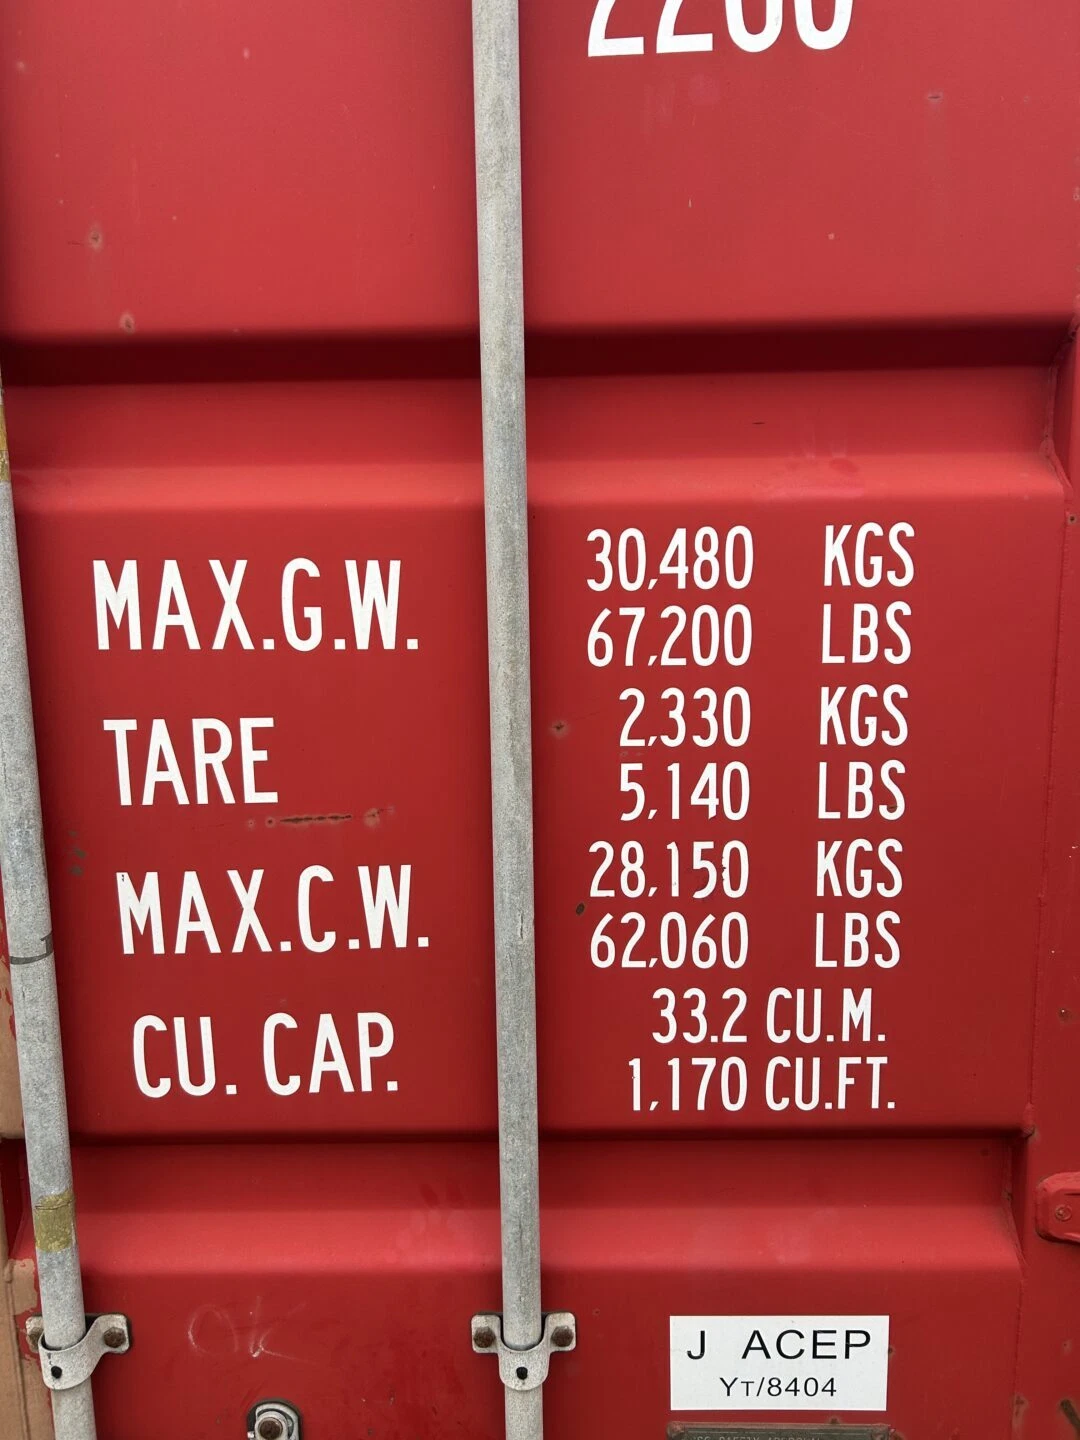 MAX.G.W. 30,480 KGS
67,200 LBS
TARE 2,330 KGS
5,140 LBS
MAX.C.W. 28,150 KGS
62,060 LBS
CU. CAP. 33.2 CU.M.
1,170 CU.FT.
OK
J ACEP
YT/8404